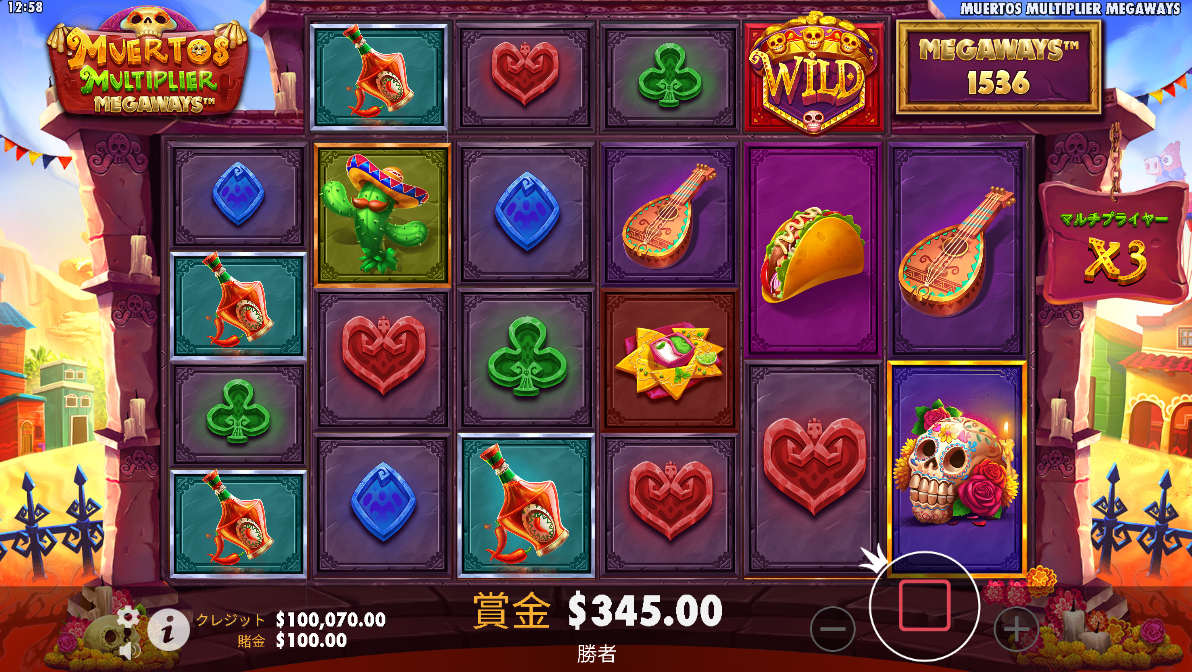 12:58
MUERTOS MULTIPLIER MEGAWAYS
MUERTOS
MULTIPLIER
MEGAWAYS™
WILD
MEGAWAYS™
1536
マルチプライヤー
X3
クレジット $100,070.00
賭金 $100.00
賞金 $345.00
勝者